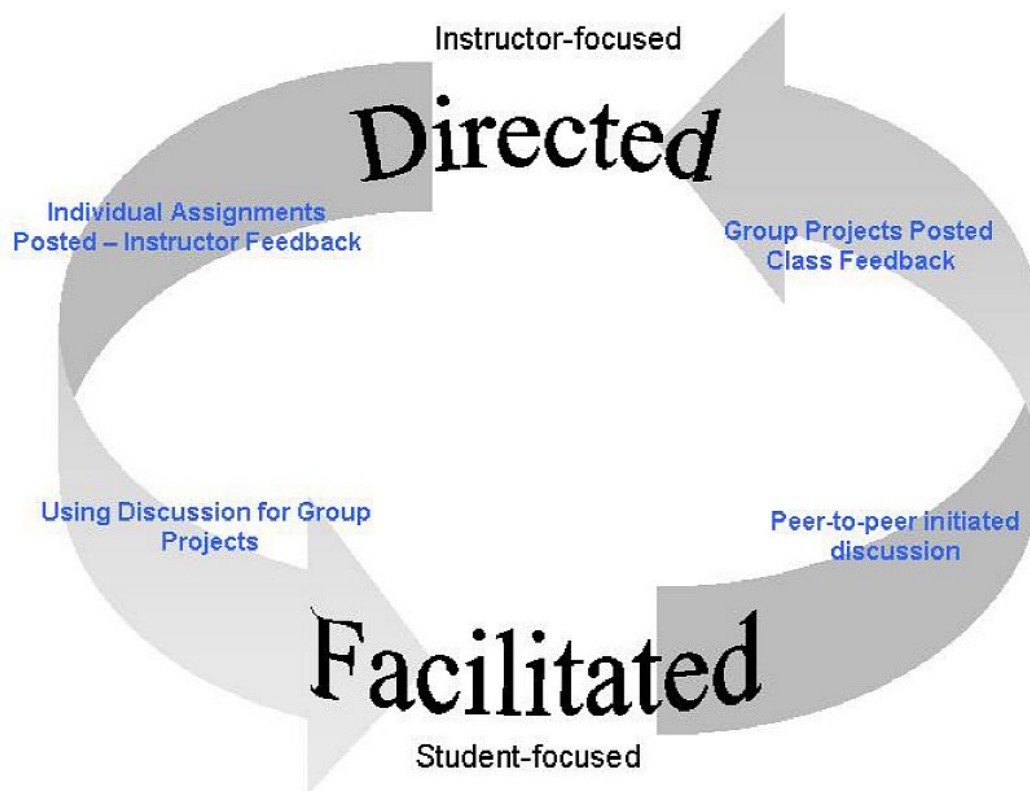 Instructor-focused
Directed
Individual Assignments
Posted – Instructor Feedback
Group Projects Posted
Class Feedback
Using Discussion for Group
Projects
Peer-to-peer initiated
discussion
Facilitated
Student-focused